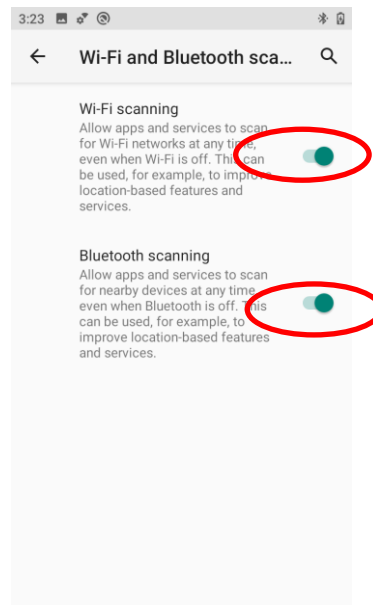 3:23
Wi-Fi and Bluetooth sca...
Wi-Fi scanning
Allow apps and services to scan
for Wi-Fi networks at any time,
even when Wi-Fi is off. This can
be used, for example, to improve
location-based features and
services.
Bluetooth scanning
Allow apps and services to scan
for nearby devices at any time,
even when Bluetooth is off. This
can be used, for example, to
improve location-based features
and services.